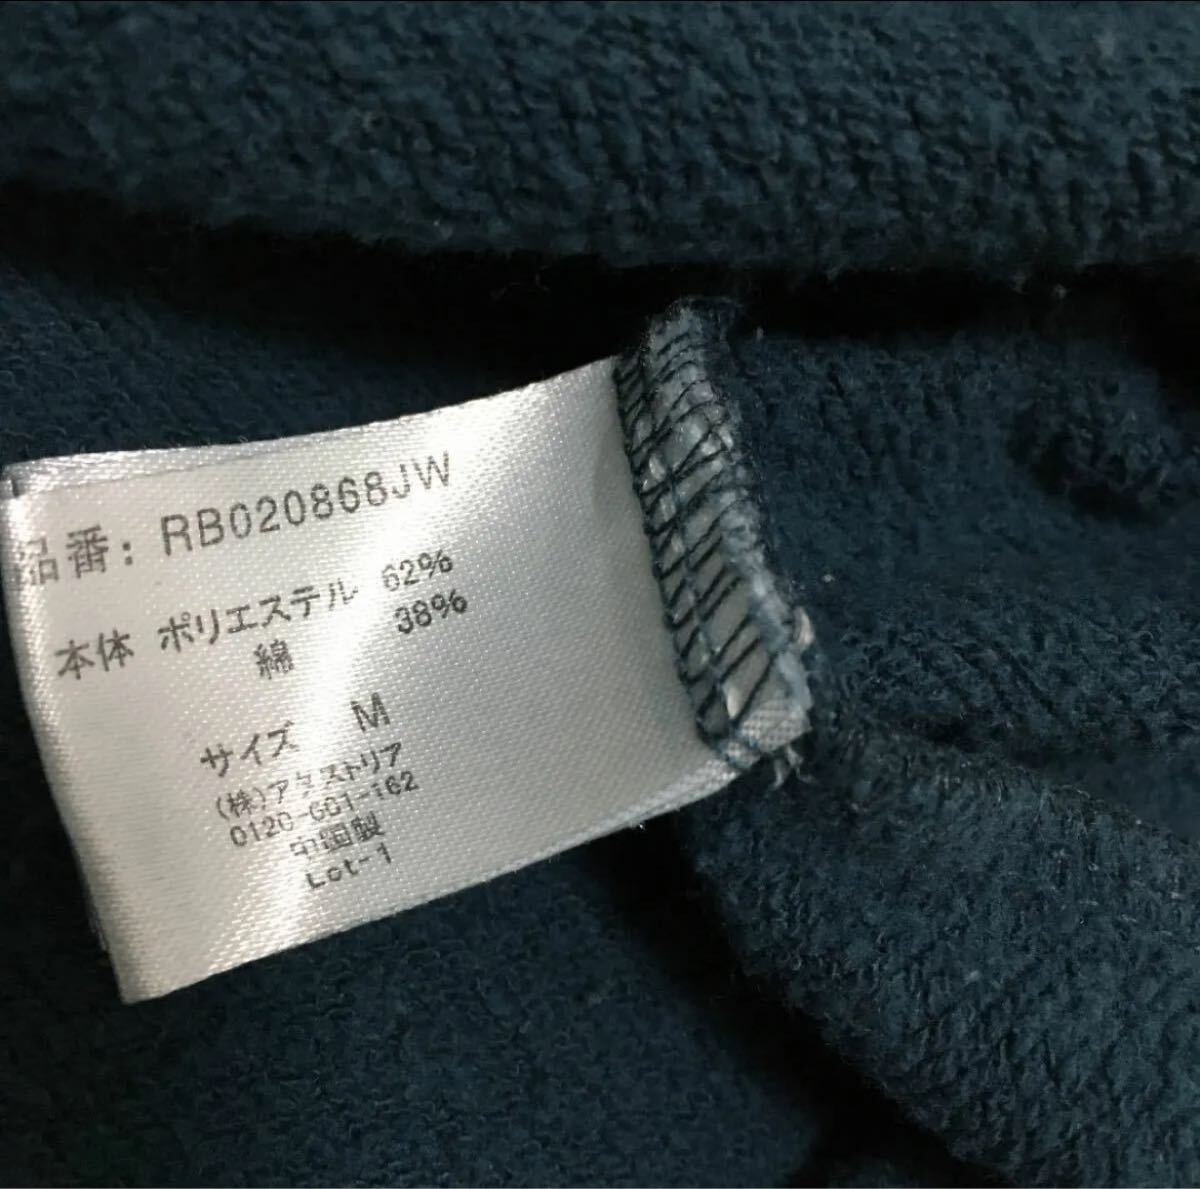 品番: RB020868JW
本体 ポリエステル 62%
綿 38%
サイズ M
(株)アダストリア
0120-601-162
中国製
Lot-1